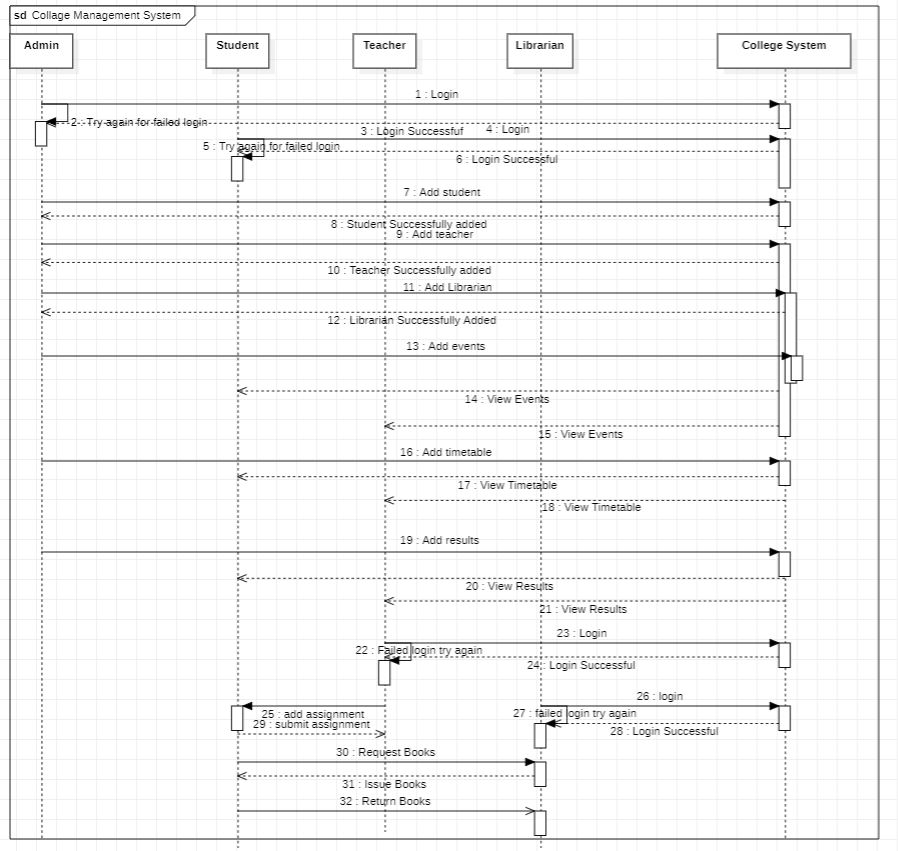 sd Collage Management System
Admin
Student
Teacher
Librarian
College System
1 : Login
2 : Try again for failed login
3 : Login Successful
4 : Login
5 : Try again for failed login
6 : Login Successful
7 : Add student
8 : Student Successfully added
9 : Add teacher
10 : Teacher Successfully added
11 : Add Librarian
12 : Librarian Successfully Added
13 : Add events
14 : View Events
15 : View Events
16 : Add timetable
17 : View Timetable
18 : View Timetable
19 : Add results
20 : View Results
21 : View Results
23 : Login
22 : Failed login try again
24 : Login Successful
26 : login
25 : add assignment
27 : failed login try again
29 : submit assignment
28 : Login Successful
30 : Request Books
31 : Issue Books
32 : Return Books